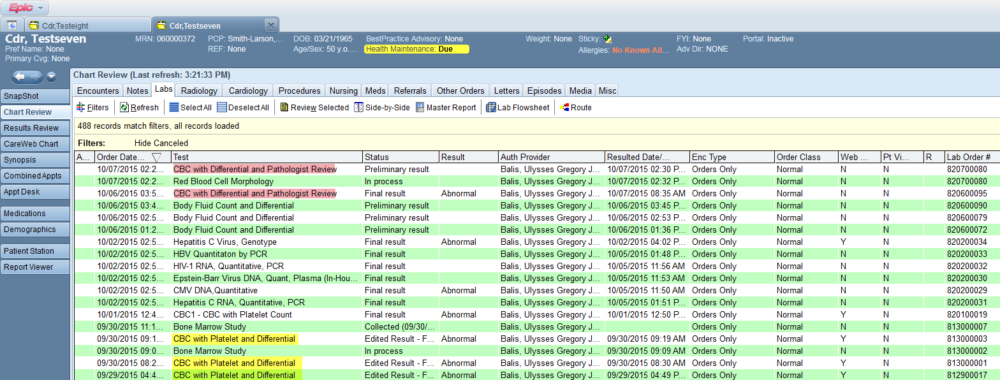 Epic
Cdr,Testeight Cdr,Testseven
Cdr, Testseven MRN: 060000372 PCP: Smith-Larson,... DOB: 03/21/1965 BestPractice Advisory: None Weight: None Sticky: FYI: None Portal: Inactive
Pref Name: None REF: None Age/Sex: 50 y.o.... Health Maintenance: Due Allergies: No Known All... Adv Dir: NONE
Primary Cvg: None
Chart Review (Last refresh: 3:21:33 PM)
Encounters Notes Labs Radiology Cardiology Procedures Nursing Meds Referrals Other Orders Letters Episodes Media Misc
SnapShot
Chart Review
Results Review
CareWeb Chart
Synopsis
Combined Appts
Appt Desk
Medications
Demographics
Patient Station
Report Viewer
Filters Refresh Select All Deselect All Review Selected Side-by-Side Master Report Lab Flowsheet Route
488 records match filters, all records loaded
Filters: Hide Canceled
A... Order Date... Test Status Result Auth Provider Resulted Date/... Enc Type Order Class Web ... Pt Vi... R Lab Order #
10/07/2015 02:2... CBC with Differential and Pathologist Review Preliminary result Balis, Ulysses Gregory J... 10/07/2015 02:30 P... Orders Only Normal N N 820700080
10/07/2015 02:2... Red Blood Cell Morphology In process Balis, Ulysses Gregory J... 10/07/2015 02:32 P... Orders Only Normal N N 820700080
10/06/2015 03:5... CBC with Differential and Pathologist Review Final result Abnormal Balis, Ulysses Gregory J... 10/07/2015 08:35 AM Orders Only Normal N N 820600095
10/06/2015 03:4... Body Fluid Count and Differential Preliminary result Balis, Ulysses Gregory J... 10/06/2015 03:45 P... Orders Only Normal N N 820600090
10/06/2015 02:5... Body Fluid Count and Differential Preliminary result Balis, Ulysses Gregory J... 10/06/2015 02:53 P... Orders Only Normal N N 820600079
10/06/2015 01:2... Body Fluid Count and Differential Preliminary result Balis, Ulysses Gregory J... 10/06/2015 01:36 P... Orders Only Normal N N 820600072
10/02/2015 02:5... Hepatitis C Virus, Genotype Final result Abnormal Balis, Ulysses Gregory J... 10/02/2015 04:02 P... Orders Only Normal Y N 820200034
10/02/2015 02:5... HBV Quantitaton by PCR Final result Balis, Ulysses Gregory J... 10/05/2015 01:48 P... Orders Only Normal N N 820200033
10/02/2015 02:5... HIV-1 RNA, Quantitative, PCR Final result Balis, Ulysses Gregory J... 10/05/2015 11:56 AM Orders Only Normal N N 820200032
10/02/2015 02:5... Epstein-Barr Virus DNA, Quant, Plasma (In-Hou... Final result Balis, Ulysses Gregory J... 10/05/2015 11:53 AM Orders Only Normal N N 820200030
10/02/2015 02:5... CMV DNA,Quantitative Final result Abnormal Balis, Ulysses Gregory J... 10/05/2015 11:50 AM Orders Only Normal N N 820200029
10/02/2015 02:5... Hepatitis C RNA, Quantitative, PCR Final result Balis, Ulysses Gregory J... 10/05/2015 01:51 P... Orders Only Normal N N 820200031
10/01/2015 12:4... CBC1 - CBC with Platelet Count Final result Abnormal Balis, Ulysses Gregory J... 10/01/2015 12:50 P... Orders Only Normal Y N 820100019
09/30/2015 11:1... Bone Marrow Study Collected (09/30/... Balis, Ulysses Gregory J... Orders Only Normal N N 813000007
09/30/2015 09:1... CBC with Platelet and Differential Edited Result - F... Abnormal Balis, Ulysses Gregory J... 09/30/2015 09:19 AM Orders Only Normal Y N 813000003
09/30/2015 09:0... Bone Marrow Study In process Balis, Ulysses Gregory J... 09/30/2015 09:09 AM Orders Only Normal N N 813000002
09/30/2015 08:2... CBC with Platelet and Differential Edited Result - F... Abnormal Balis, Ulysses Gregory J... 09/30/2015 08:30 AM Orders Only Normal Y N 813000001
09/29/2015 04:4... CBC with Platelet and Differential Edited Result - F... Abnormal Balis, Ulysses Gregory J... 09/29/2015 04:49 P... Orders Only Normal Y N 812900017